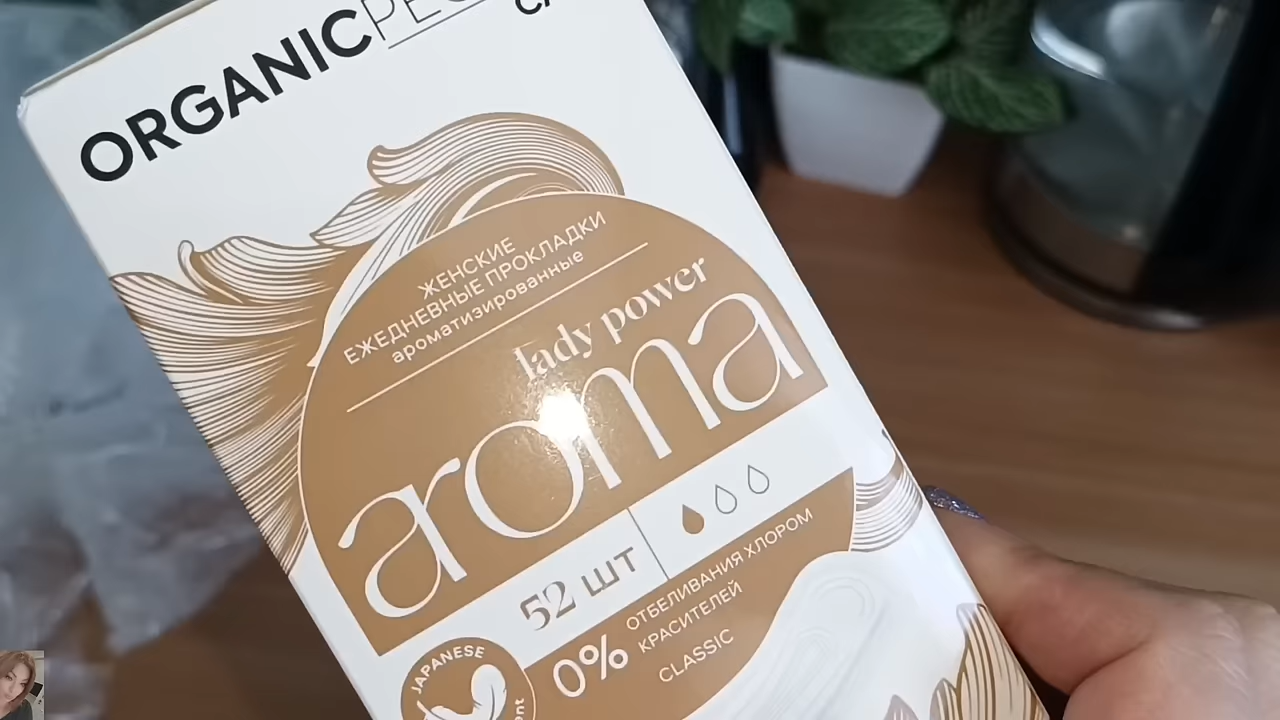 ORGANIC
ЖЕНСКИЕ
ЕЖЕДНЕВНЫЕ ПРОКЛАДКИ
ароматизированные
lady power
aroma
52 ШТ
0%
ОТБЕЛИВАНИЯ ХЛОРОМ
КРАСИТЕЛЕЙ
CLASSIC
JAPANESE